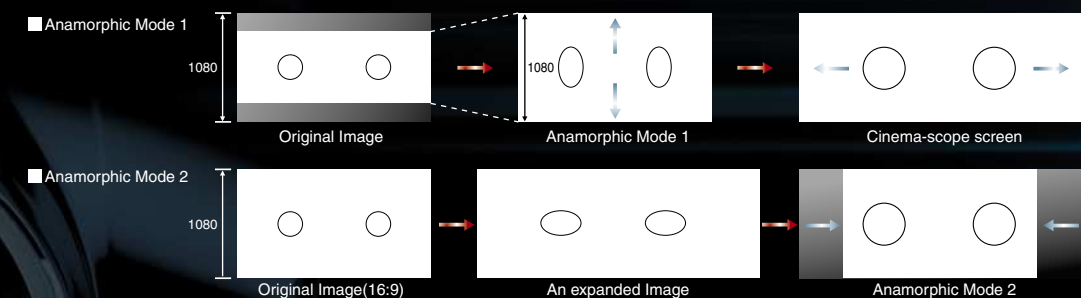 Anamorphic Mode 1
1080
1080
Original Image
Anamorphic Mode 1
Cinema-scope screen
Anamorphic Mode 2
1080
Original Image(16:9)
An expanded Image
Anamorphic Mode 2